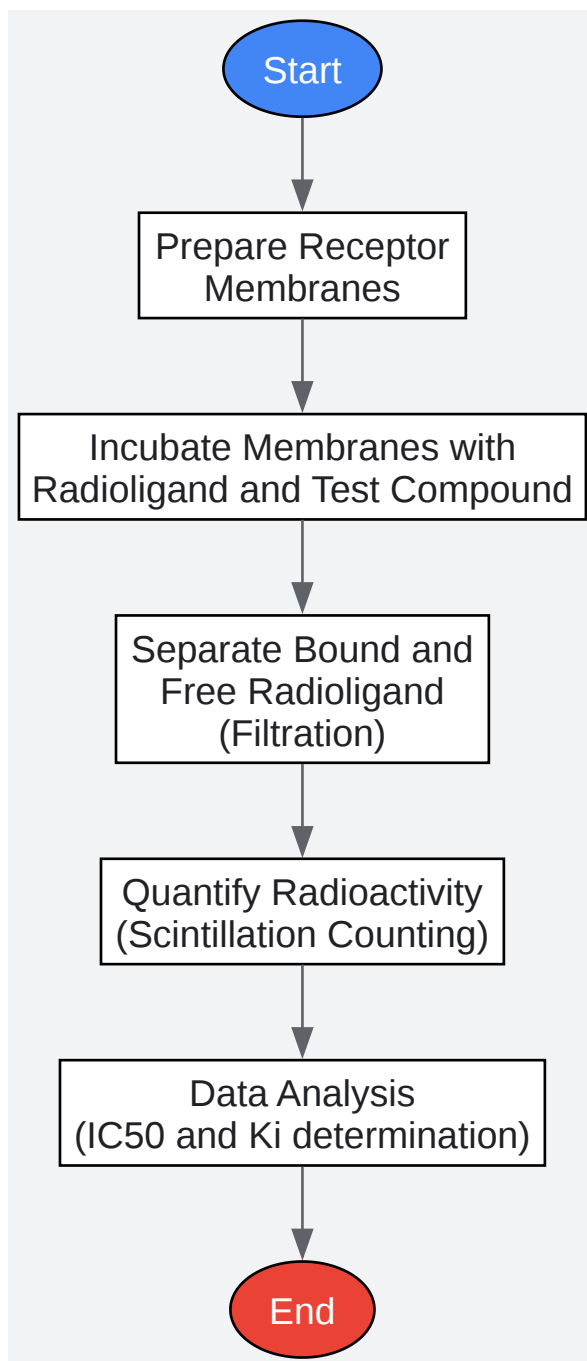 Start
Prepare Receptor
Membranes
Incubate Membranes with
Radioligand and Test Compound
Separate Bound and
Free Radioligand
(Filtration)
Quantify Radioactivity
(Scintillation Counting)
Data Analysis
(IC50 and Ki determination)
End